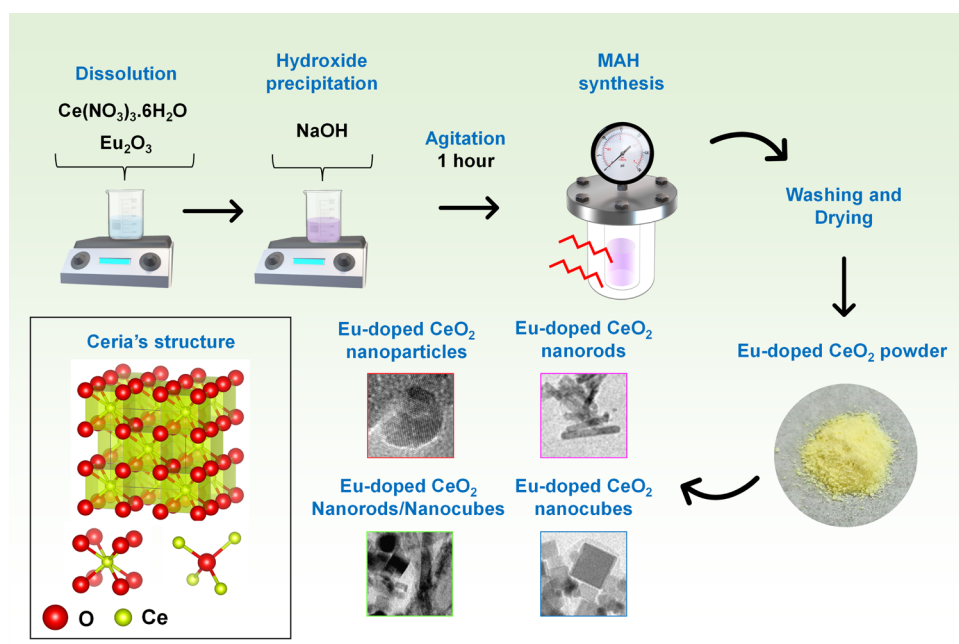 Dissolution
Ce(NO₃)₃.6H₂O
Eu₂O₃
Hydroxide
precipitation
NaOH
Agitation
1 hour
MAH
synthesis
Washing and
Drying
Eu-doped CeO₂ powder
Eu-doped CeO₂
nanoparticles
Eu-doped CeO₂
nanorods
Eu-doped CeO₂
Nanorods/Nanocubes
Eu-doped CeO₂
nanocubes
Ceria's structure
O
Ce